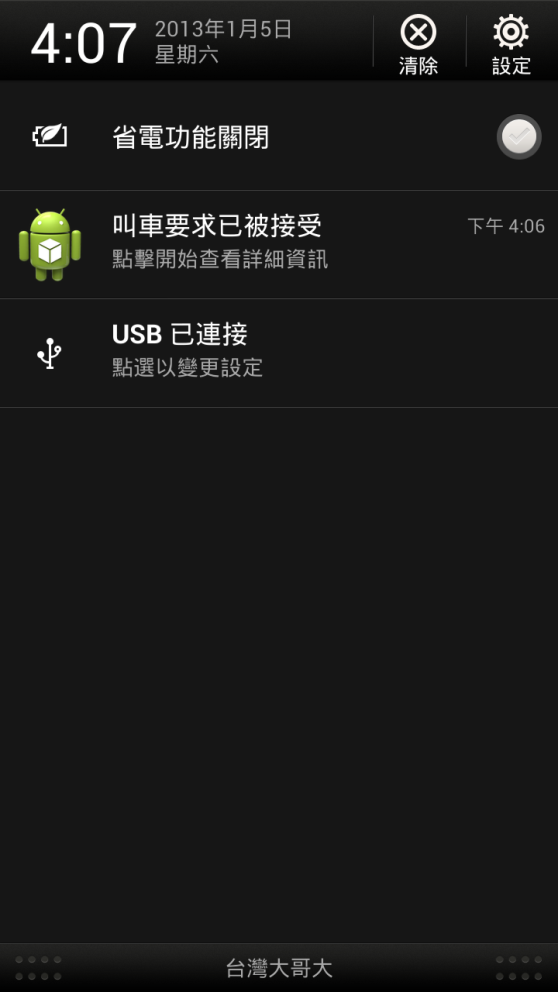 4:07
2013年1月5日
星期六
清除
設定
省電功能關閉
叫車要求已被接受
下午 4:06
點擊開始查看詳細資訊
USB 已連接
點選以變更設定
台灣大哥大